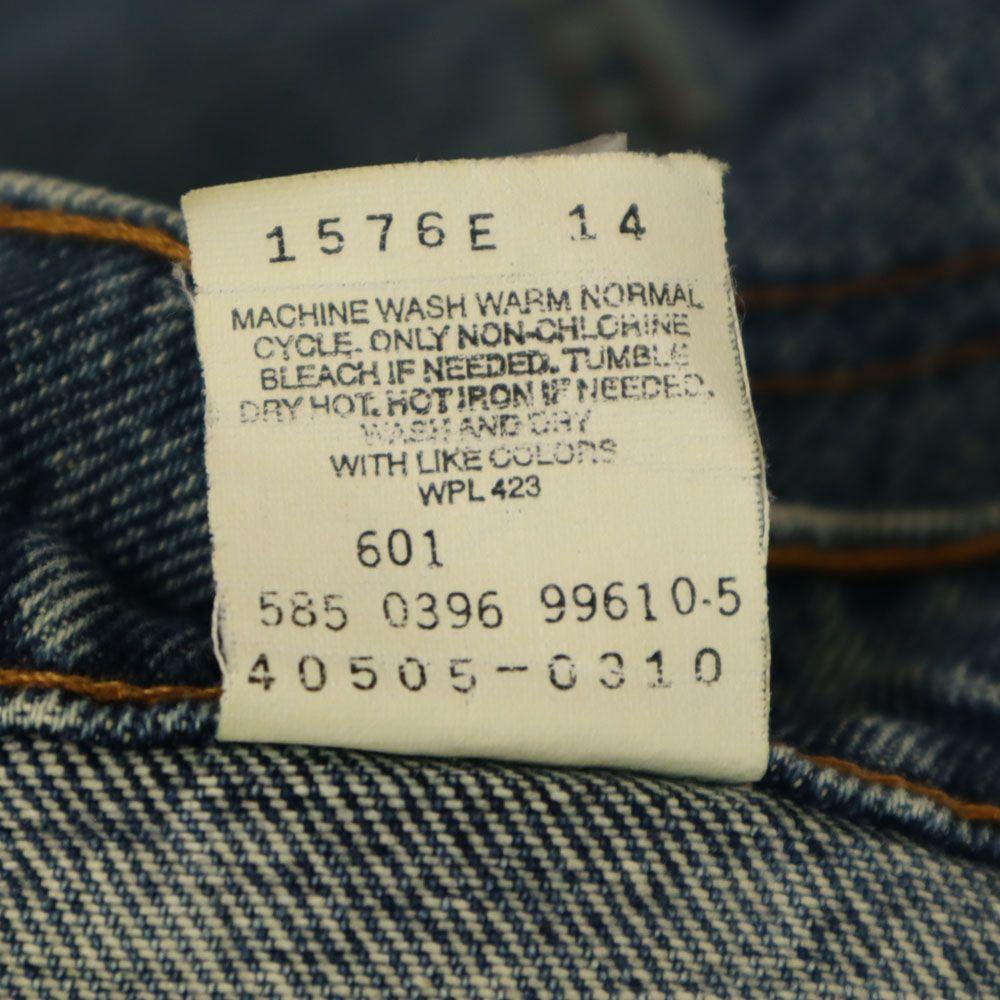 1576E 14
MACHINE WASH WARM NORMAL
CYCLE. ONLY NON-CHLORINE
BLEACH IF NEEDED. TUMBLE
DRY HOT. HOT IRON IF NEEDED.
WASH AND DRY
WITH LIKE COLORS
WPL 423
601
585 0396 99610-5
40505-0310